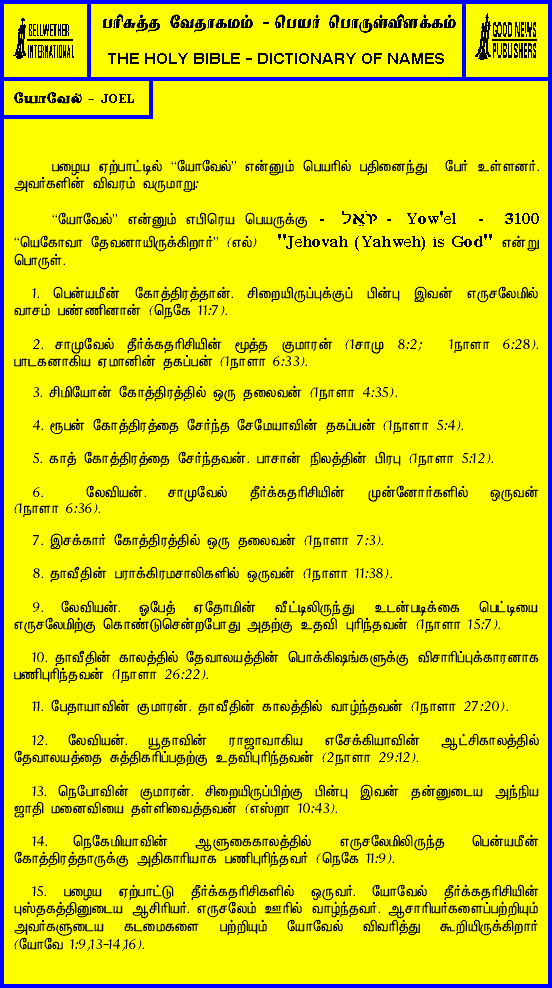 BELLWETHER
INTERNATIONAL
பரிசுத்த வேதாகமம் - பெயர் பொருள்விளக்கம்
THE HOLY BIBLE - DICTIONARY OF NAMES
GOOD NEWS
PUBLISHERS
யோவேல் - JOEL
பழைய ஏற்பாட்டில் “யோவேல்” என்னும் பெயரில் பதினைந்து பேர் உள்ளனர்.
அவர்களின் விவரம் வருமாறு:
“யோவேல்” என்னும் எபிரெய பெயருக்கு - יוֹאֵל - Yow'el - 3100
“யெகோவா தேவனாயிருக்கிறார்” (எல்) "Jehovah (Yahweh) is God" என்று
பொருள்.
1. பென்யமீன் கோத்திரத்தான். சிறையிருப்புக்குப் பின்பு இவன் எருசலேமில்
வாசம் பண்ணினான் (நெகே 11:7).
2. சாமுவேல் தீர்க்கதரிசியின் மூத்த குமாரன் (1சாமு 8:2; 1நாளா 6:28).
பாடகனாகிய ஏமானின் தகப்பன் (1நாளா 6:33).
3. சிமியோன் கோத்திரத்தில் ஒரு தலைவன் (1நாளா 4:35).
4. ரூபன் கோத்திரத்தை சேர்ந்த சேமேயாவின் தகப்பன் (1நாளா 5:4).
5. காத் கோத்திரத்தை சேர்ந்தவன். பாசான் நிலத்தின் பிரபு (1நாளா 5:12).
6. லேவியன். சாமுவேல் தீர்க்கதரிசியின் முன்னோர்களில் ஒருவன்
(1நாளா 6:36).
7. இசக்கார் கோத்திரத்தில் ஒரு தலைவன் (1நாளா 7:3).
8. தாவீதின் பராக்கிரமசாலிகளில் ஒருவன் (1நாளா 11:38).
9. லேவியன். ஓபேத் ஏதோமின் வீட்டிலிருந்து உடன்படிக்கை பெட்டியை
எருசலேமிற்கு கொண்டுசென்றபோது அதற்கு உதவி புரிந்தவன் (1நாளா 15:7).
10. தாவீதின் காலத்தில் தேவாலயத்தின் பொக்கிஷங்களுக்கு விசாரிப்புக்காரனாக
பணிபுரிந்தவன் (1நாளா 26:22).
11. பேதாயாவின் குமாரன். தாவீதின் காலத்தில் வாழ்ந்தவன் (1நாளா 27:20).
12. லேவியன். யூதாவின் ராஜாவாகிய எசேக்கியாவின் ஆட்சிகாலத்தில்
தேவாலயத்தை சுத்திகரிப்பதற்கு உதவிபுரிந்தவன் (2நாளா 29:12).
13. நெபோவின் குமாரன். சிறையிருப்பிற்கு பின்பு இவன் தன்னுடைய அந்நிய
ஜாதி மனைவியை தள்ளிவைத்தவன் (எஸ்றா 10:43).
14. நெகேமியாவின் ஆளுகைகாலத்தில் எருசலேமிலிருந்த பென்யமீன்
கோத்திரத்தாருக்கு அதிகாரியாக பணிபுரிந்தவர் (நெகே 11:9).
15. பழைய ஏற்பாட்டு தீர்க்கதரிசிகளில் ஒருவர். யோவேல் தீர்க்கதரிசியின்
புஸ்தகத்தினுடைய ஆசிரியர். எருசலேம் ஊரில் வாழ்ந்தவர். ஆசாரியர்களைப்பற்றியும்
அவர்களுடைய கடமைகளை பற்றியும் யோவேல் விவரித்து கூறியிருக்கிறார்
(யோவே 1:9,13-14,16).